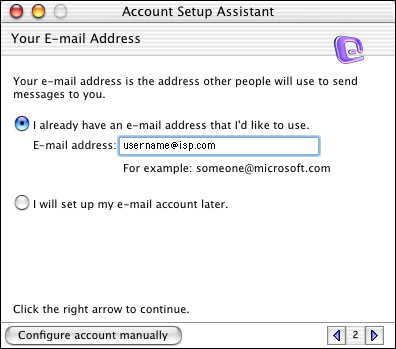 Account Setup Assistant
Your E-mail Address
Your e-mail address is the address other people will use to send
messages to you.
I already have an e-mail address that I'd like to use.
E-mail address: username@isp.com
For example: someone@microsoft.com
I will set up my e-mail account later.
Click the right arrow to continue.
Configure account manually 2